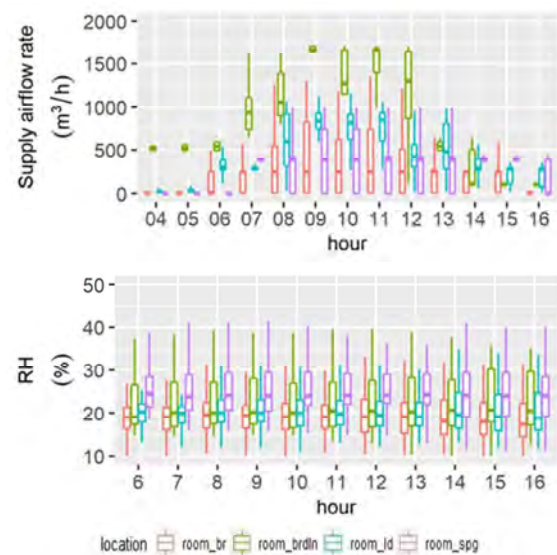 Supply airflow rate
(m³/h)
2000
1500
1000
500
0
04 05 06 07 08 09 10 11 12 13 14 15 16
hour
RH
(%)
50
40
30
20
10
6 7 8 9 10 11 12 13 14 15 16
hour
location room_br room_brdln room_ld room_spg